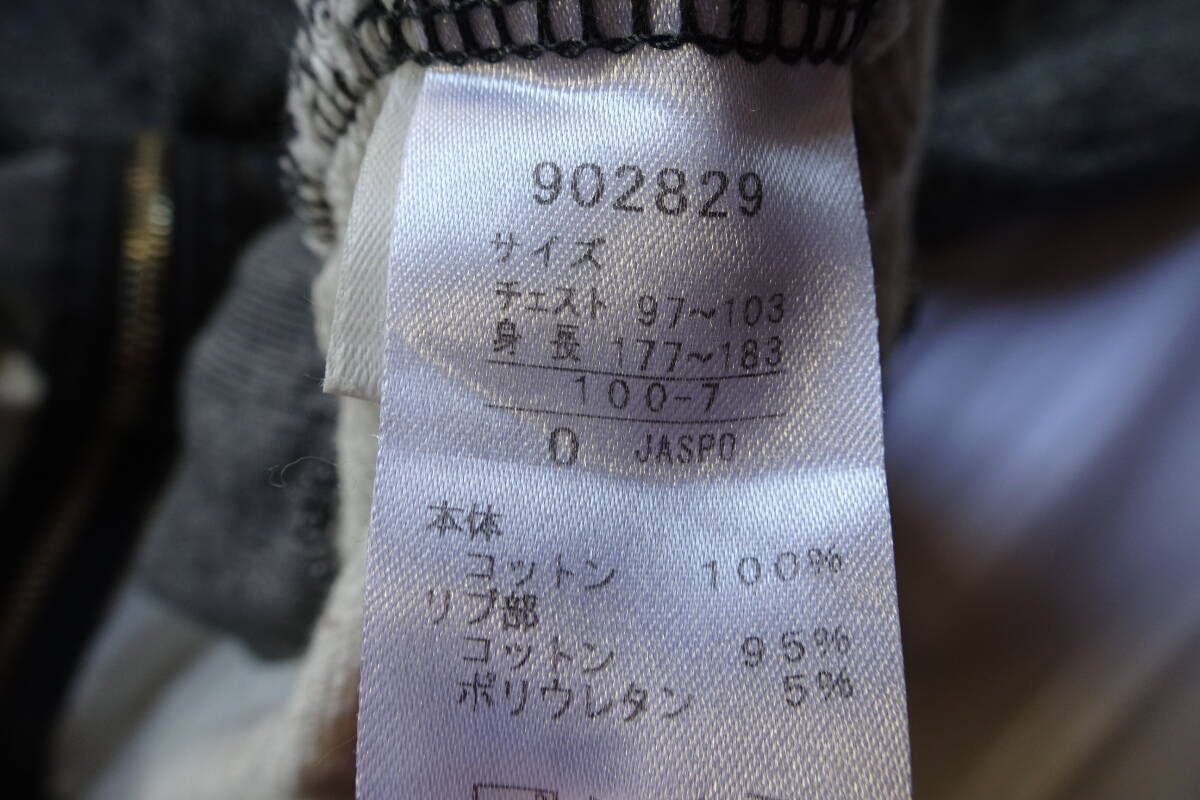 902829
サイズ
チェスト 97~103
身長 177~183
100-7
O JASPO
本体
コットン 100%
リブ部
コットン 95%
ポリウレタン 5%